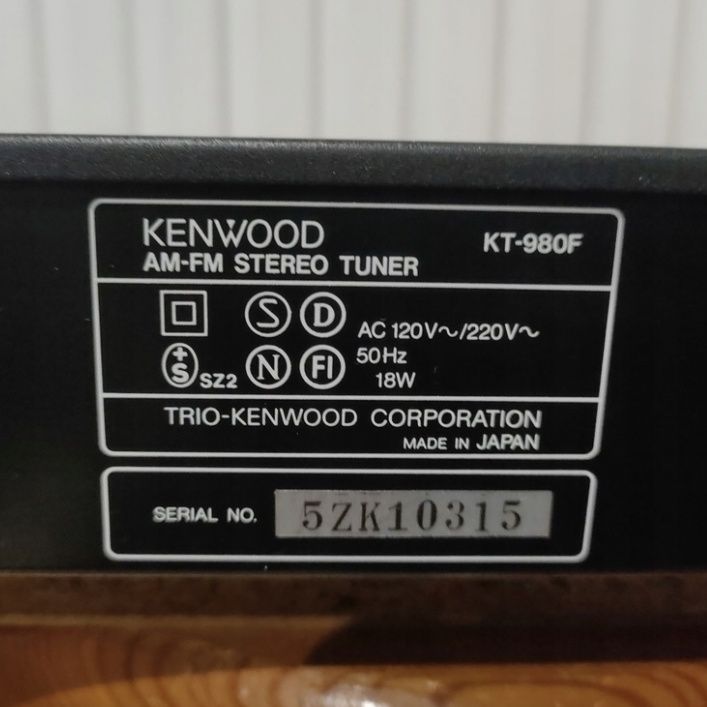 KENWOOD KT-980F
AM-FM STEREO TUNER
S D
AC 120V~/220V~
+S SZ2 N FI
50Hz
18W
TRIO-KENWOOD CORPORATION
MADE IN JAPAN
SERIAL NO. 5ZK10315